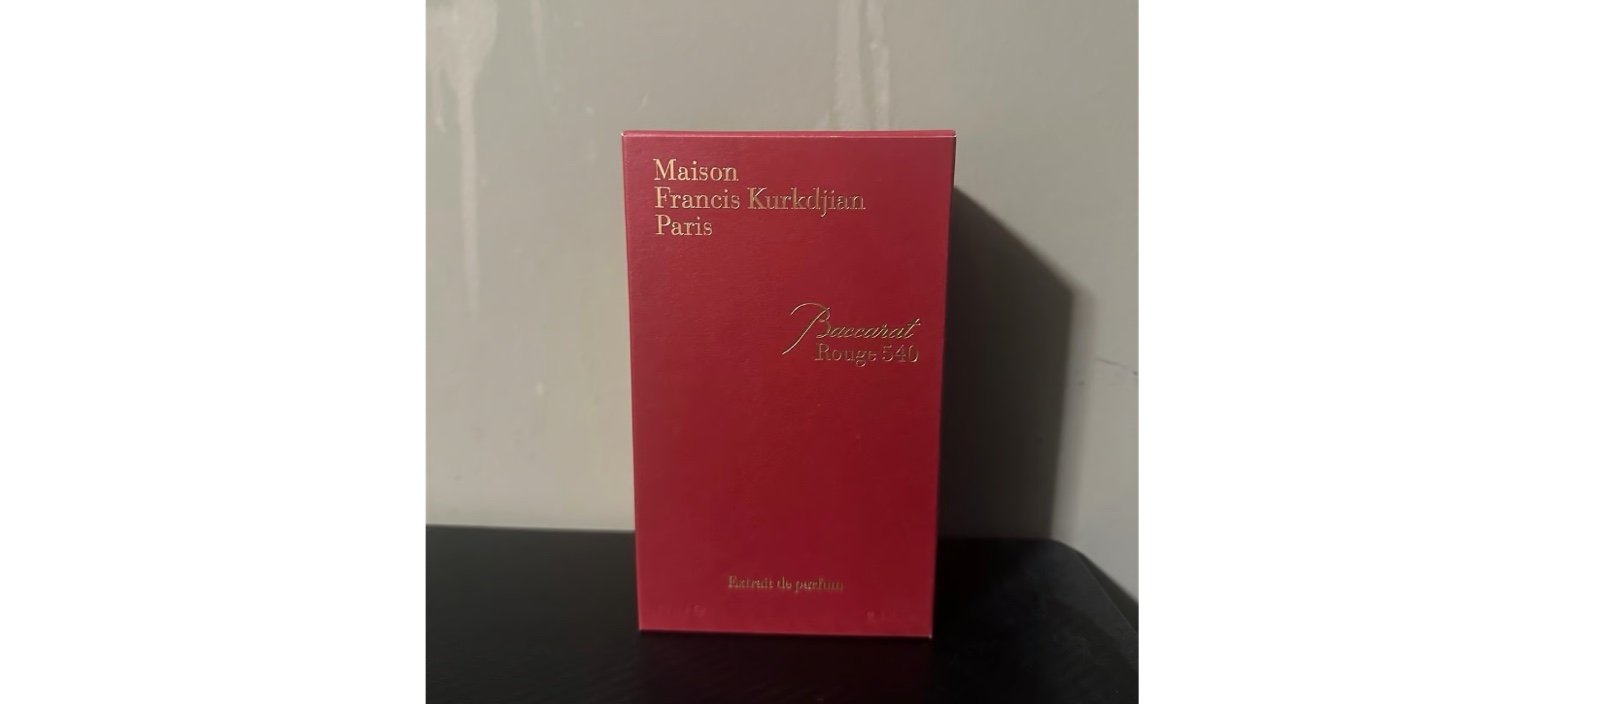 Maison
Francis Kurkdjian
Paris
Baccarat
Rouge 540
Extrait de parfum